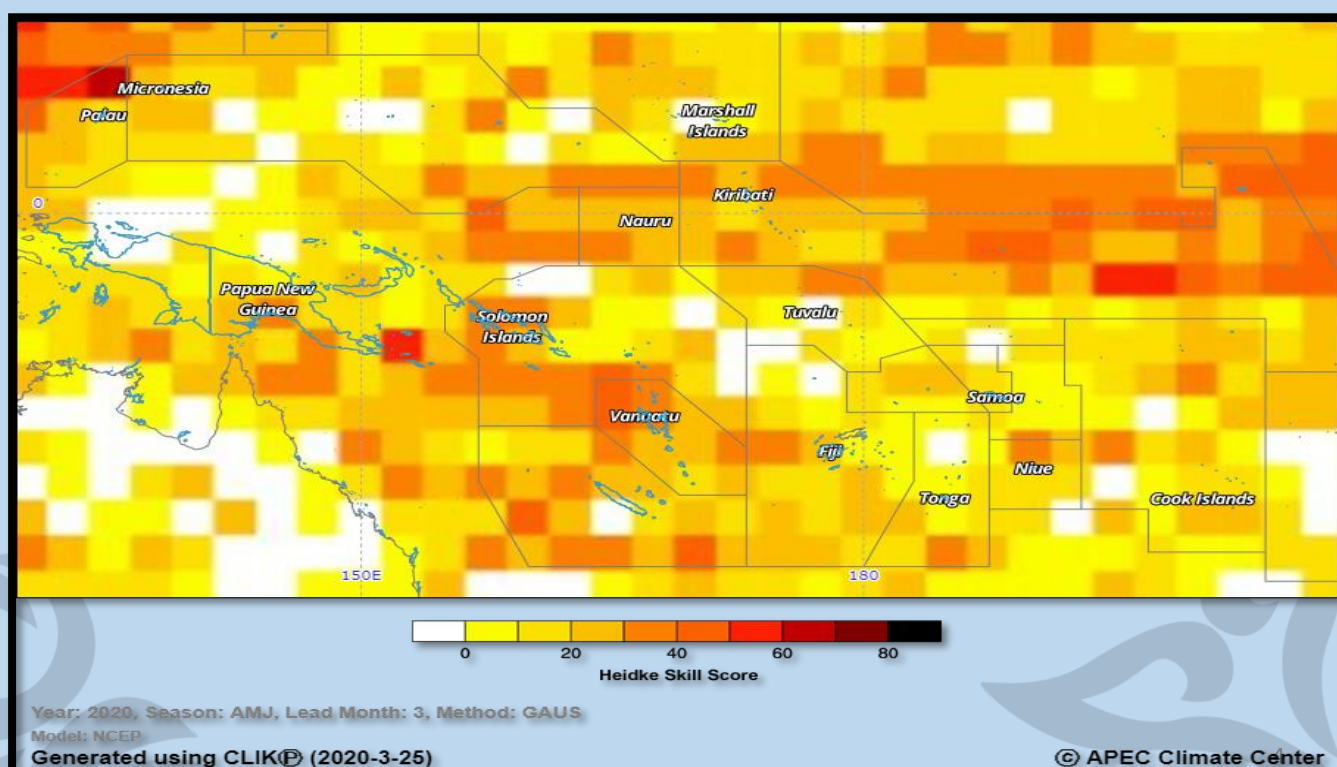 Micronesia
Palau
Marshall
Islands
Kiribati
0
Nauru
Papua New
Guinea
Solomon
Islands
Tuvalu
Samoa
Vanuatu
Fiji
Niue
Tonga
Cook Islands
150E
180
0 20 40 60 80
Heidke Skill Score
Year: 2020, Season: AMJ, Lead Month: 3, Method: GAUS
Model: NCEP
Generated using CLIKⓅ (2020-3-25)
© APEC Climate Center